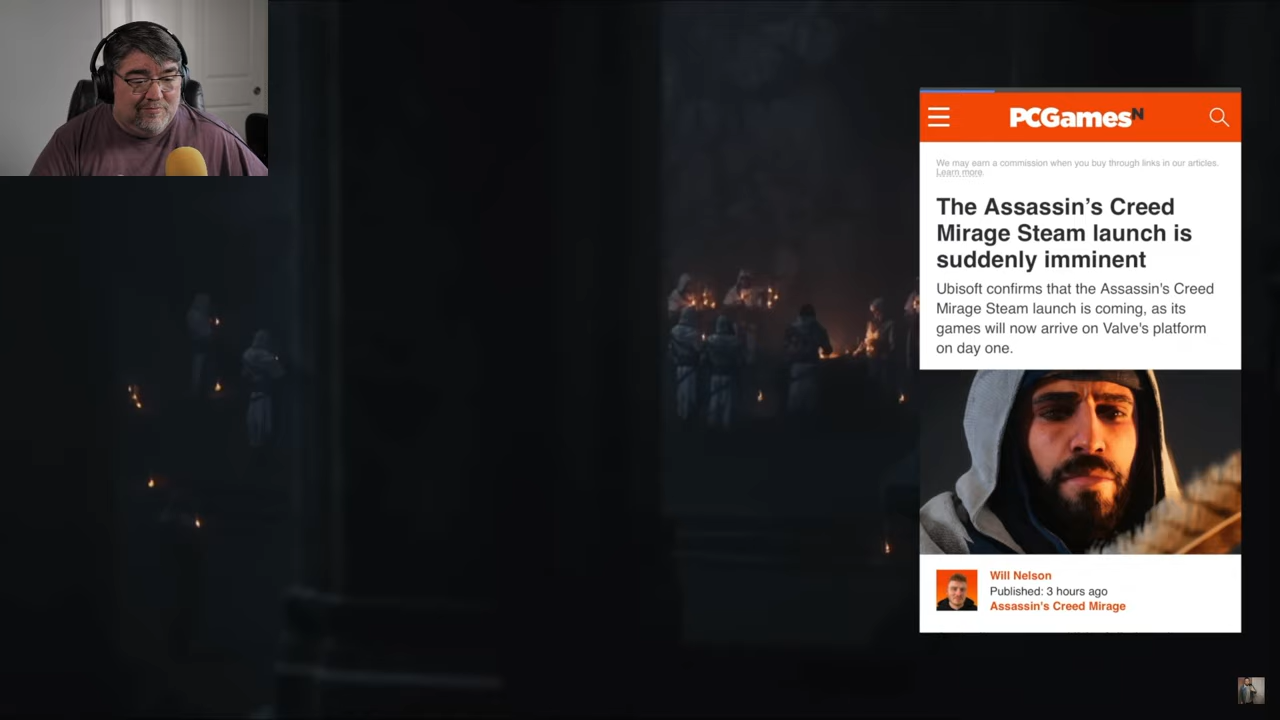 PCGamesN
We may earn a commission when you buy through links in our articles.
Learn more.
The Assassin's Creed
Mirage Steam launch is
suddenly imminent
Ubisoft confirms that the Assassin's Creed
Mirage Steam launch is coming, as its
games will now arrive on Valve's platform
on day one.
Will Nelson
Published: 3 hours ago
Assassin's Creed Mirage